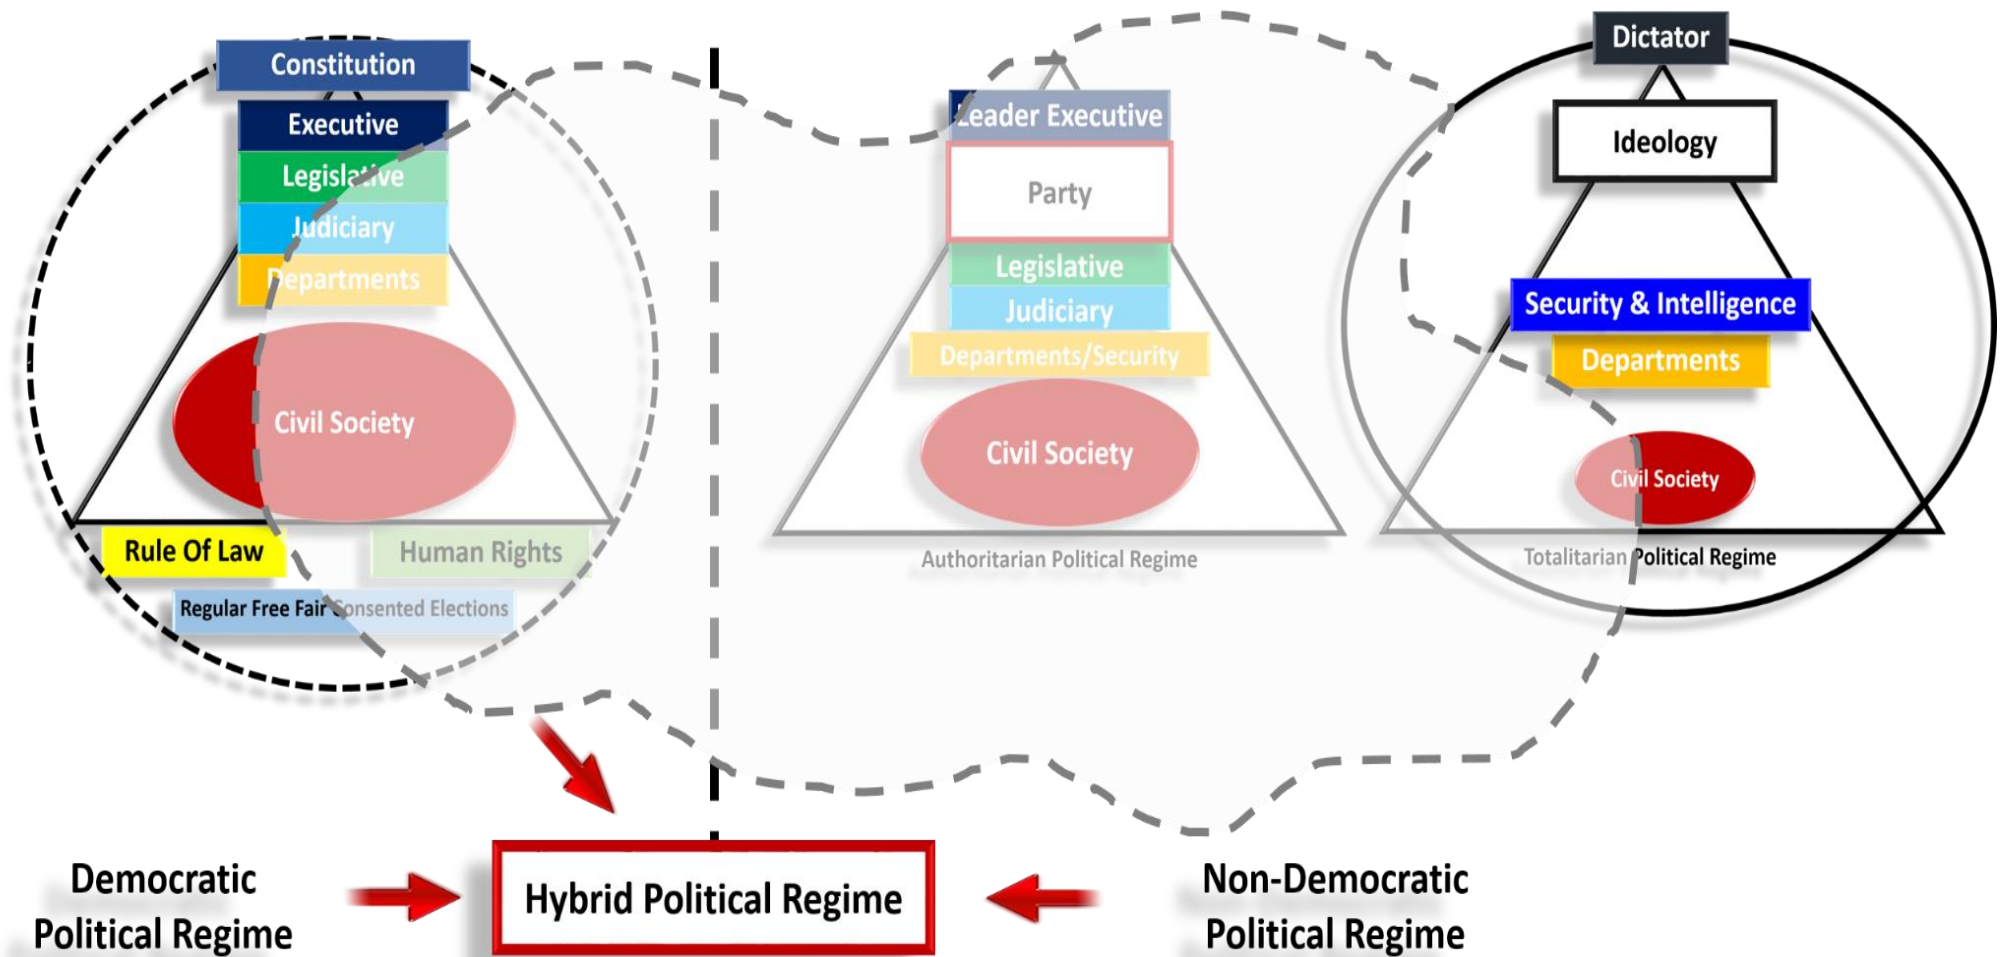 Constitution
Executive
Legislative
Judiciary
Departments
Civil Society
Rule Of Law
Human Rights
Regular Free Fair Consented Elections
Leader Executive
Party
Legislative
Judiciary
Departments/Security
Civil Society
Authoritarian Political Regime
Dictator
Ideology
Security & Intelligence
Departments
Civil Society
Totalitarian Political Regime
Democratic
Political Regime
Hybrid Political Regime
Non-Democratic
Political Regime